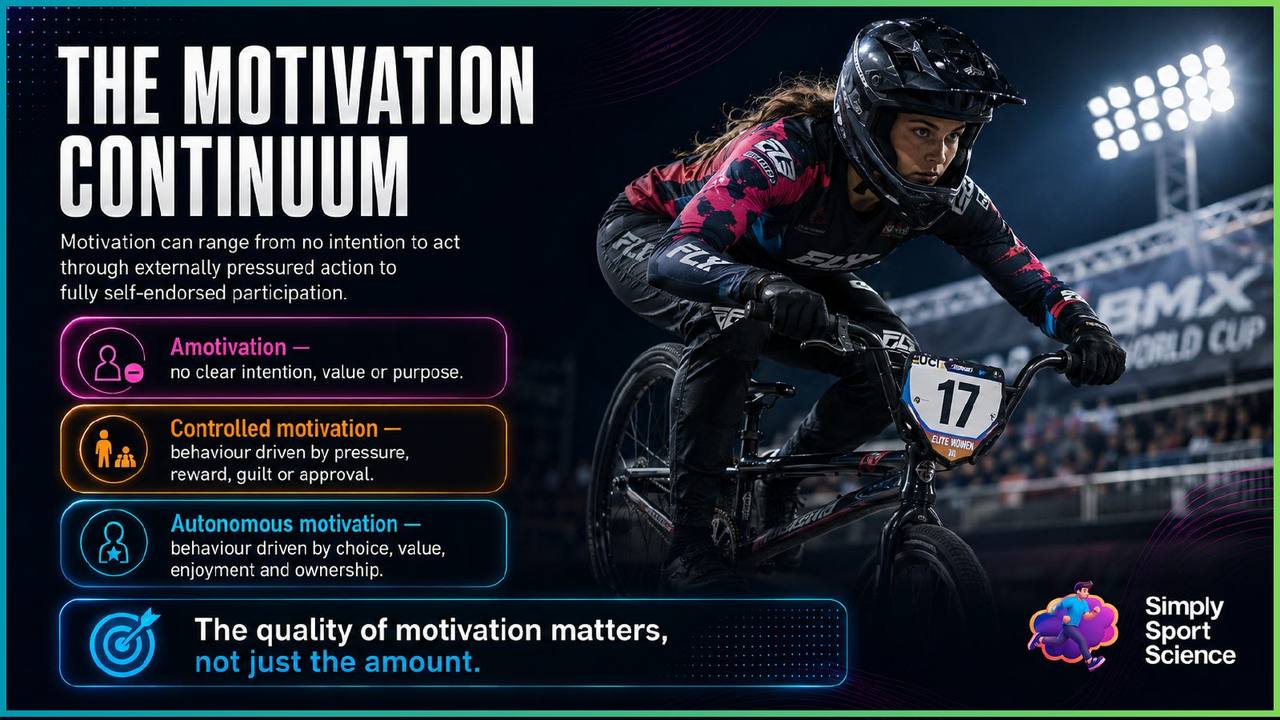 THE MOTIVATION
CONTINUUM
Motivation can range from no intention to act
through externally pressured action to
fully self-endorsed participation.
Amotivation —
no clear intention, value or purpose.
Controlled motivation —
behaviour driven by pressure,
reward, guilt or approval.
Autonomous motivation —
behaviour driven by choice, value,
enjoyment and ownership.
The quality of motivation matters,
not just the amount.
FLY
FLY
FLY
BMX
WORLD CUP
UCI
17
ELITE WOMEN
Simply
Sport
Science